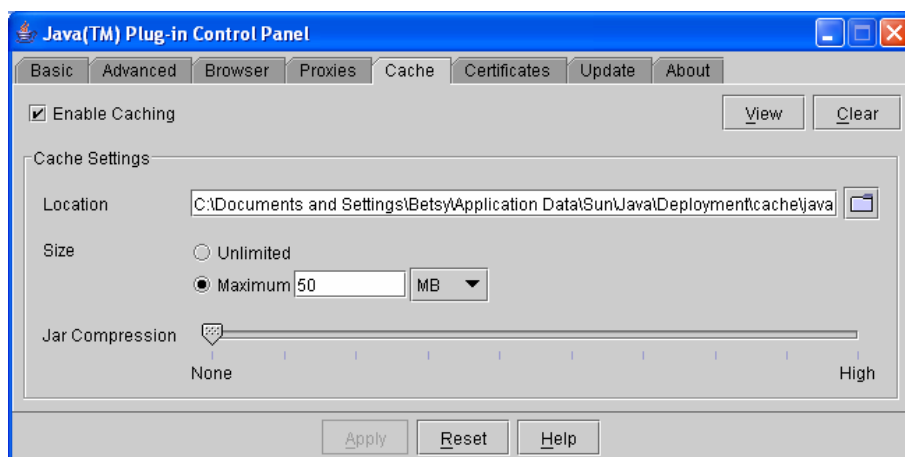 Java(TM) Plug-in Control Panel
Basic Advanced Browser Proxies Cache Certificates Update About
Enable Caching View Clear
Cache Settings
Location C:\Documents and Settings\Betsy\Application Data\Sun\Java\Deployment\cache\java
Size Unlimited
Maximum 50 MB
Jar Compression
None High
Apply Reset Help